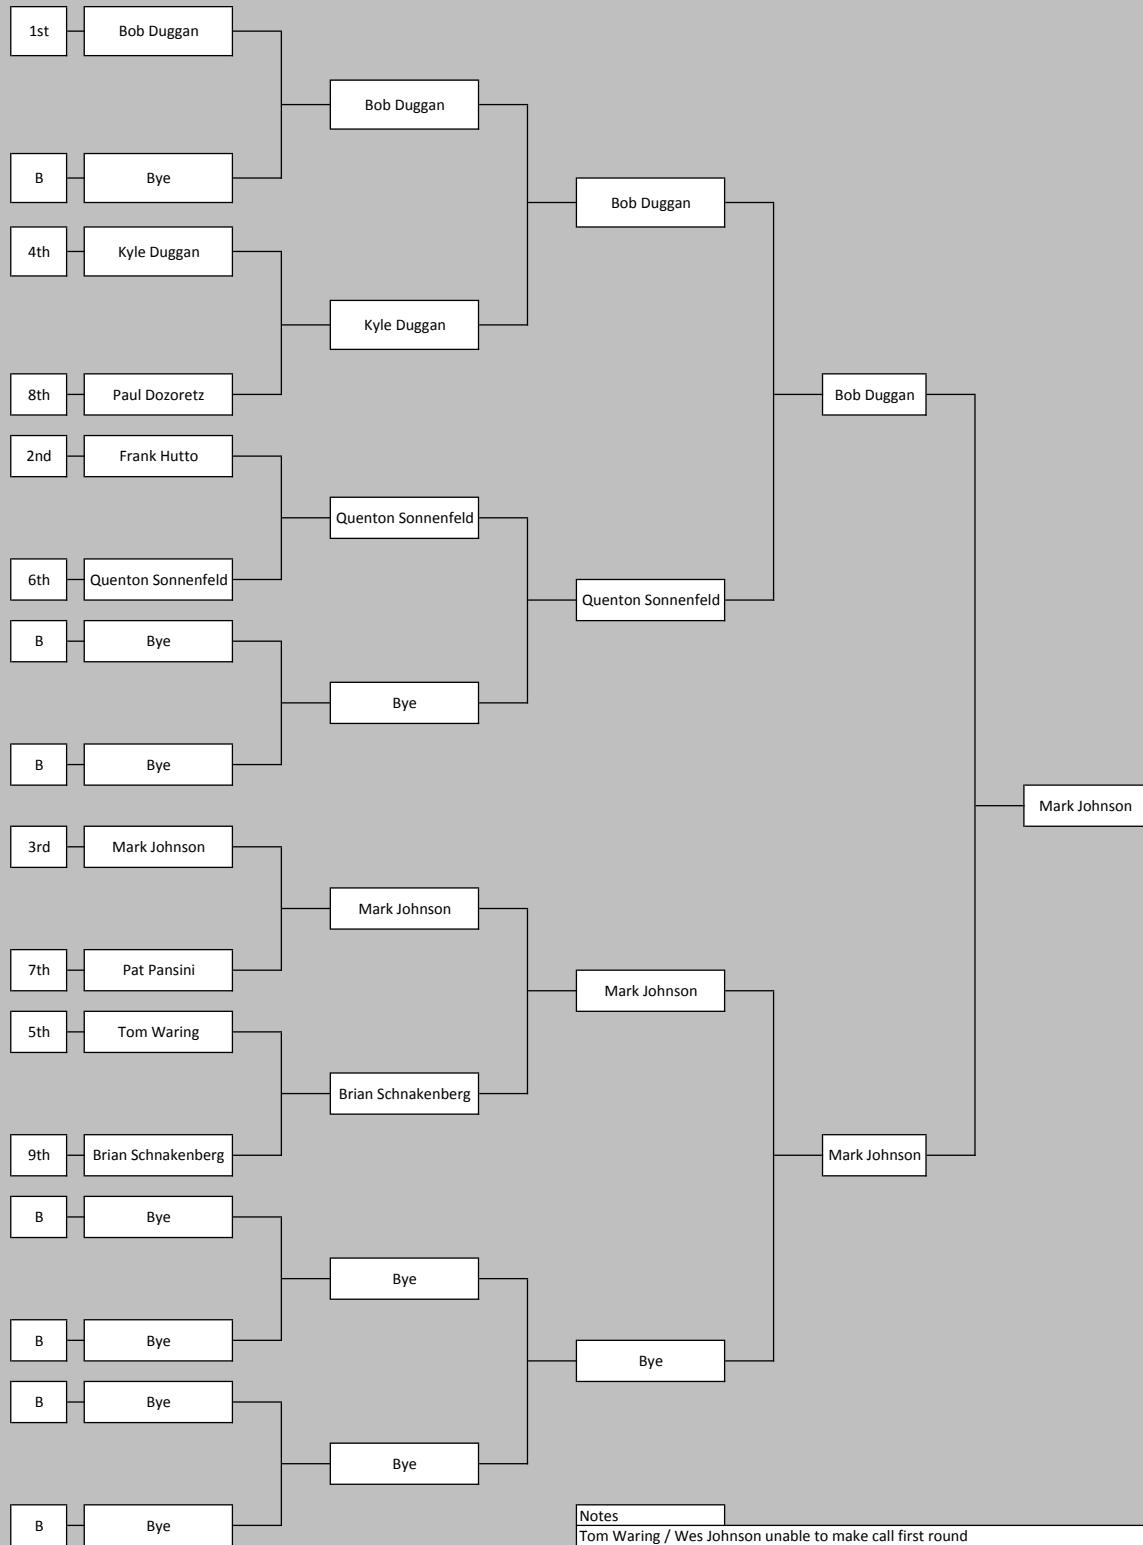 1st
Bob Duggan
Bob Duggan
B
Bye
Bob Duggan
4th
Kyle Duggan
Kyle Duggan
8th
Paul Dozoretz
Bob Duggan
2nd
Frank Hutto
Quenton Sonnenfeld
6th
Quenton Sonnenfeld
Quenton Sonnenfeld
B
Bye
Bye
B
Bye
Mark Johnson
3rd
Mark Johnson
Mark Johnson
7th
Pat Pansini
Mark Johnson
5th
Tom Waring
Brian Schnakenberg
9th
Brian Schnakenberg
Mark Johnson
B
Bye
Bye
B
Bye
Bye
B
Bye
Bye
B
Bye
Notes
Tom Waring / Wes Johnson unable to make call first round